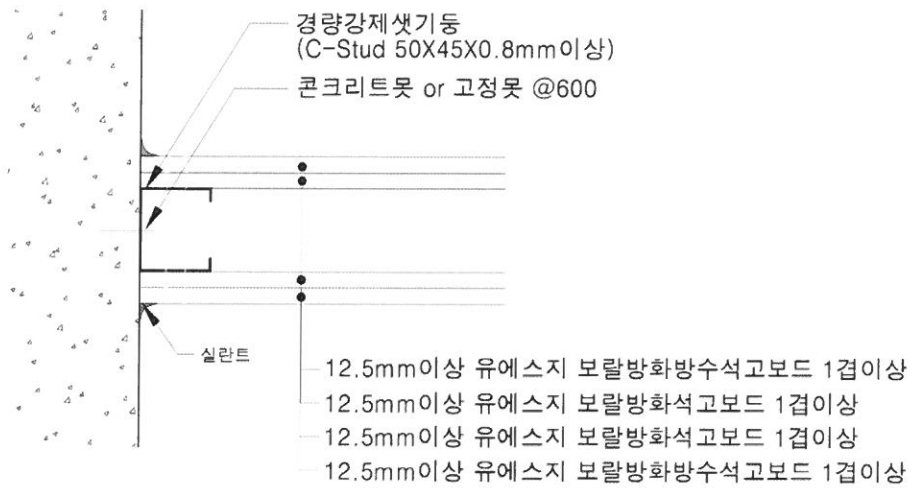 경량강제샛기둥
(C-Stud 50X45X0.8mm이상)
콘크리트못 or 고정못 @600
실란트
12.5mm이상 유에스지 보랄방화방수석고보드 1겹이상
12.5mm이상 유에스지 보랄방화석고보드 1겹이상
12.5mm이상 유에스지 보랄방화석고보드 1겹이상
12.5mm이상 유에스지 보랄방화방수석고보드 1겹이상